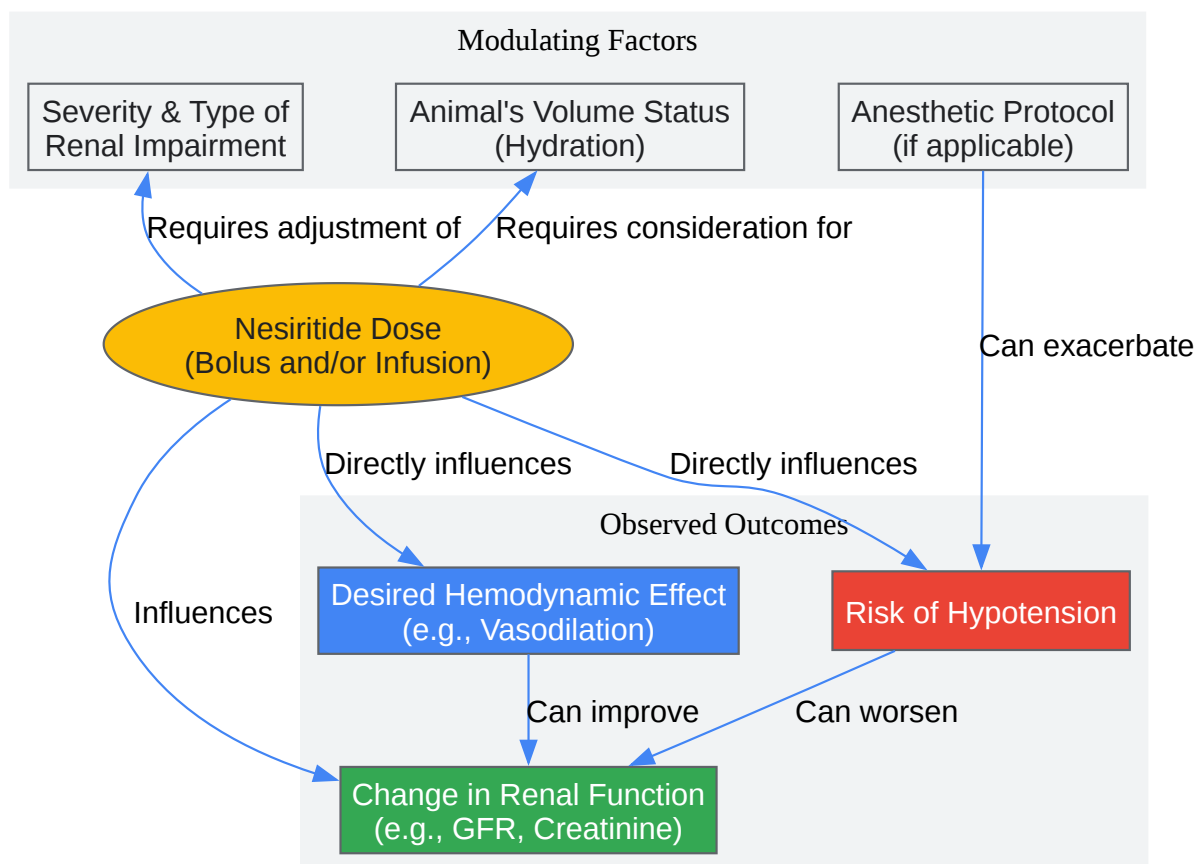 Modulating Factors
Severity & Type of
Renal Impairment
Animal's Volume Status
(Hydration)
Anesthetic Protocol
(if applicable)
Requires adjustment of
Requires consideration for
Nesiritide Dose
(Bolus and/or Infusion)
Can exacerbate
Directly influences
Directly influences
Observed Outcomes
Desired Hemodynamic Effect
(e.g., Vasodilation)
Risk of Hypotension
Influences
Can improve
Can worsen
Change in Renal Function
(e.g., GFR, Creatinine)